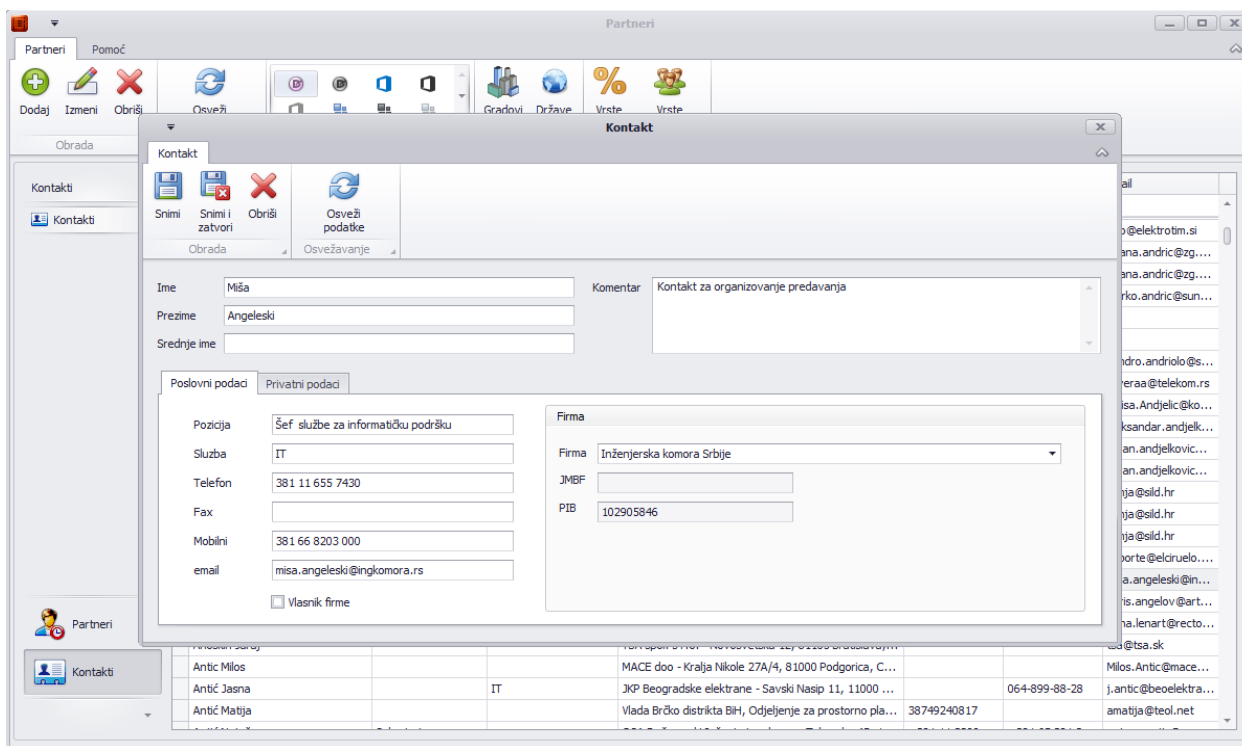 Partneri
Partneri Pomoć
Dodaj Izmeni Obriši Osveži Gradovi Države Vrste Vrste
Obrada
Kontakt
Kontakt
Snimi Snimi i zatvori Obriši Osveži podatke
Obrada Osvežavanje
Kontakti
Kontakti
Ime Miša
Prezime Angeleski
Srednje ime
Komentar Kontakt za organizovanje predavanja
Poslovni podaci Privatni podaci
Pozicija Šef službe za informatičku podršku
Sluzba IT
Telefon 381 11 655 7430
Fax
Mobilni 381 66 8203 000
email misa.angeleski@ingkomora.rs
Vlasnik firme
Firma
Firma Inženjerska komora Srbije
JMBF
PIB 102905846
ail
o@elektrotim.si
ana.andric@zg....
ana.andric@zg....
rko.andric@sun...
ndro.andriolo@s...
veraa@telekom.rs
isa.Andjelic@ko...
ksandar.andjelk...
an.andjelkovic...
an.andjelkovic...
nja@sild.hr
nja@sild.hr
nja@sild.hr
porte@elciruelo....
a.angeleski@in...
ris.angelov@art...
na.lenart@recto...
tsa@tsa.sk
Partneri
Kontakti
Antic Milos MACE doo - Kralja Nikole 27A/4, 81000 Podgorica, C... Milos.Antic@mace...
Antić Jasna IT JKP Beogradske elektrane - Savski Nasip 11, 11000 ... 064-899-88-28 j.antic@beoelektra...
Antić Matija Vlada Brčko distrikta BiH, Odjeljenje za prostorno pla... 38749240817 amatija@teol.net